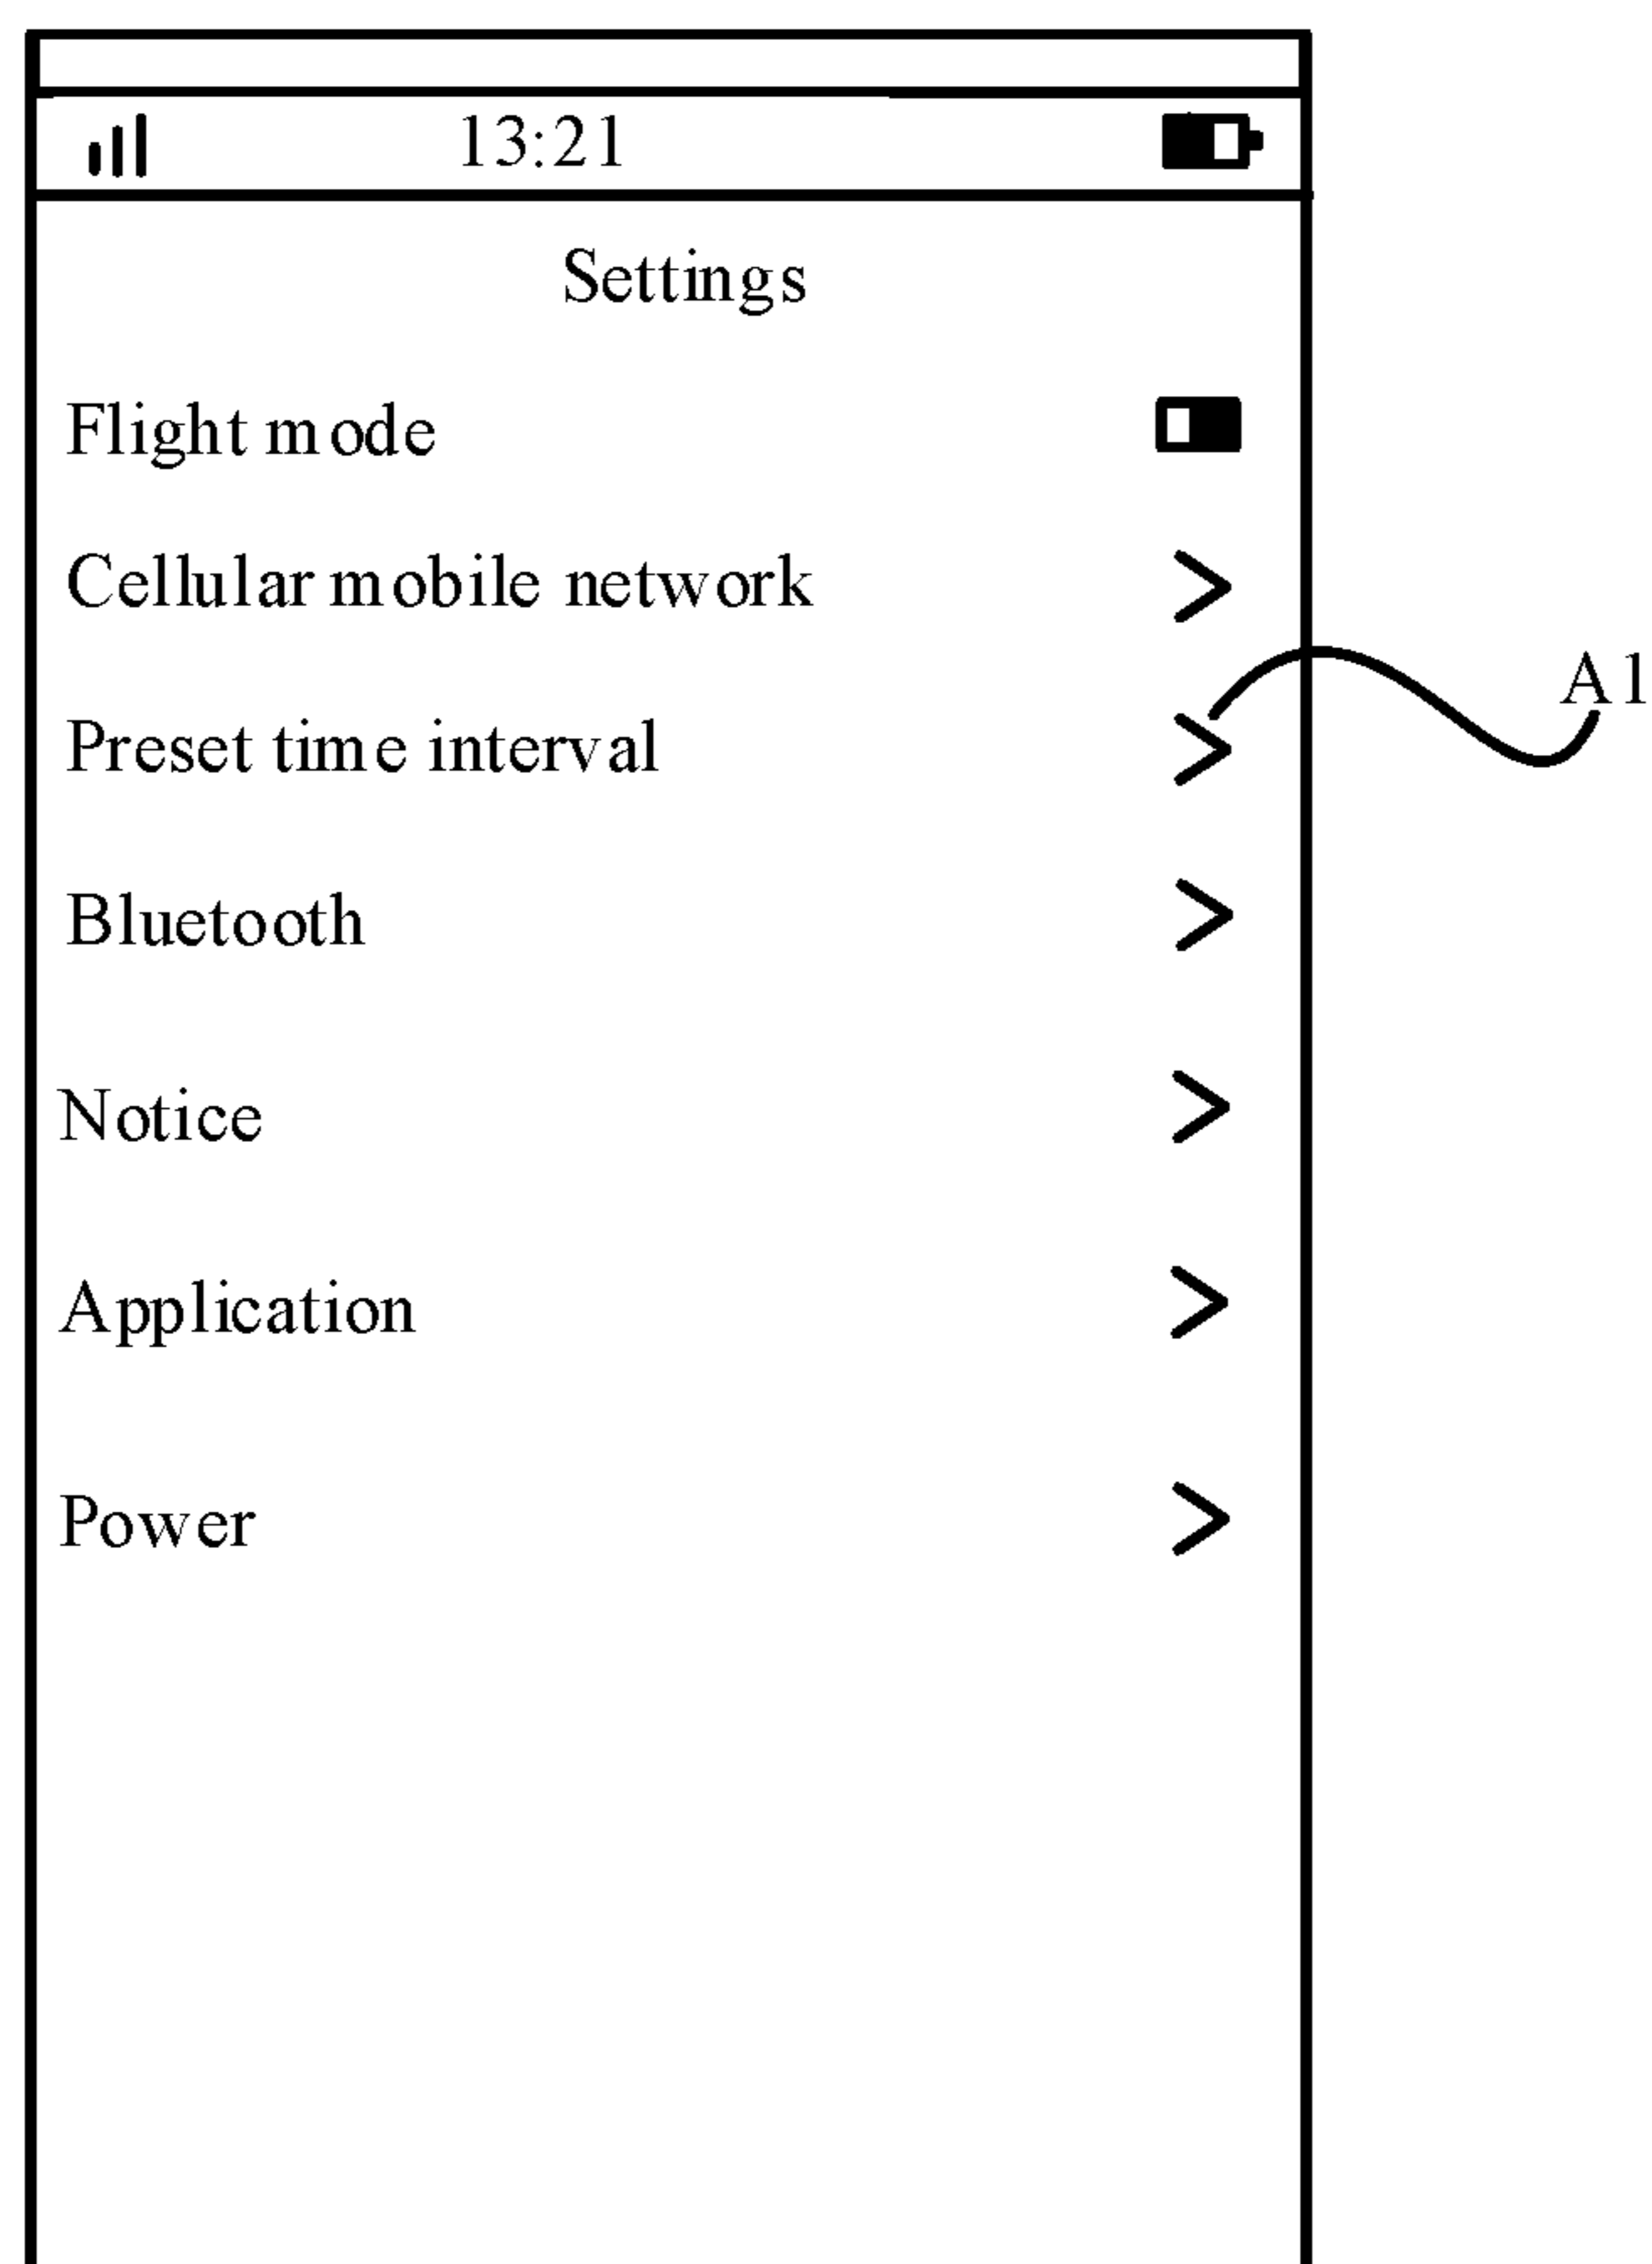 13:21
Settings
Flight mode
Cellular mobile network
A1
Preset time interval
Bluetooth
Notice
Application
Power